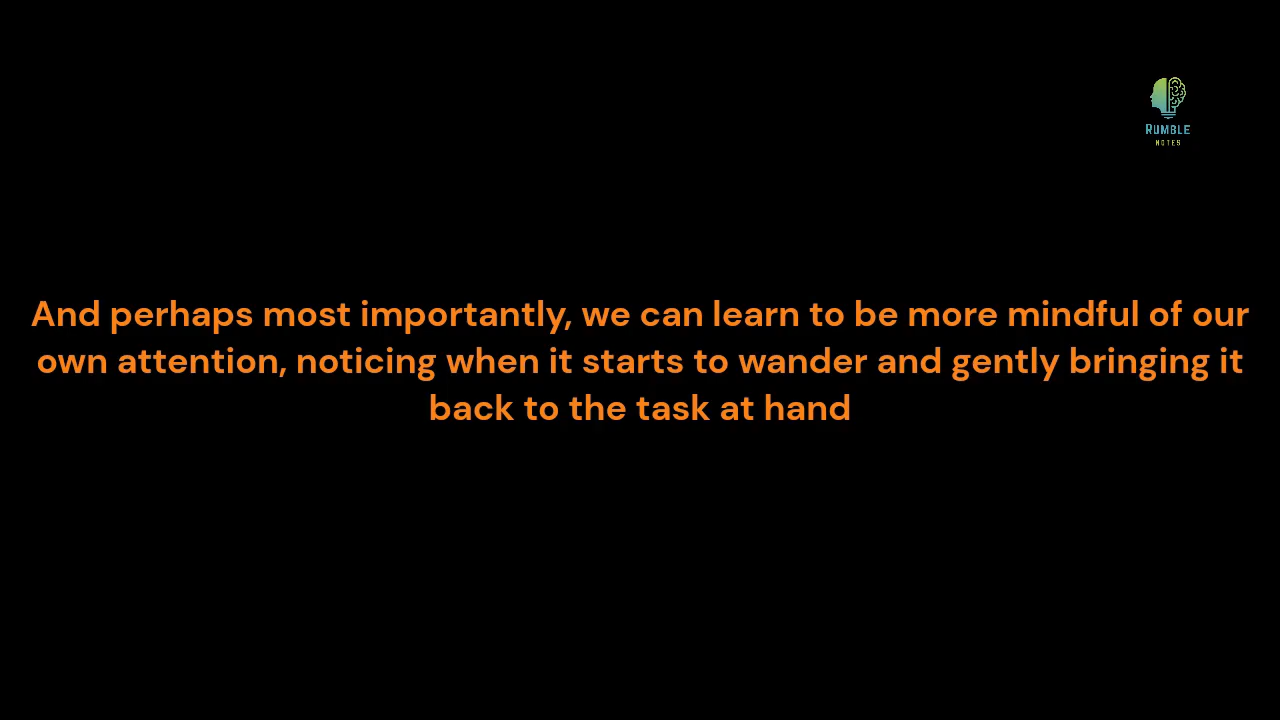 RUMBLE
NOTES
And perhaps most importantly, we can learn to be more mindful of our
own attention, noticing when it starts to wander and gently bringing it
back to the task at hand